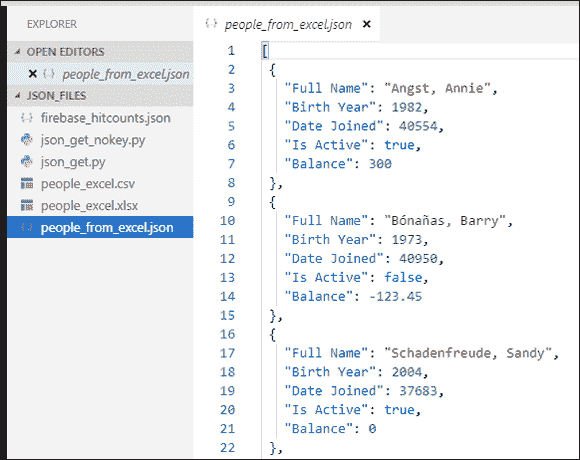 EXPLORER
OPEN EDITORS
people_from_excel.json
JSON_FILES
firebase_hitcounts.json
json_get_nokey.py
json_get.py
people_excel.csv
people_excel.xlsx
people_from_excel.json
people_from_excel.json
1 [
2 {
3 "Full Name": "Angst, Annie",
4 "Birth Year": 1982,
5 "Date Joined": 40554,
6 "Is Active": true,
7 "Balance": 300
8 },
9 {
10 "Full Name": "Bónañas, Barry",
11 "Birth Year": 1973,
12 "Date Joined": 40950,
13 "Is Active": false,
14 "Balance": -123.45
15 },
16 {
17 "Full Name": "Schadenfreude, Sandy",
18 "Birth Year": 2004,
19 "Date Joined": 37683,
20 "Is Active": true,
21 "Balance": 0
22 },